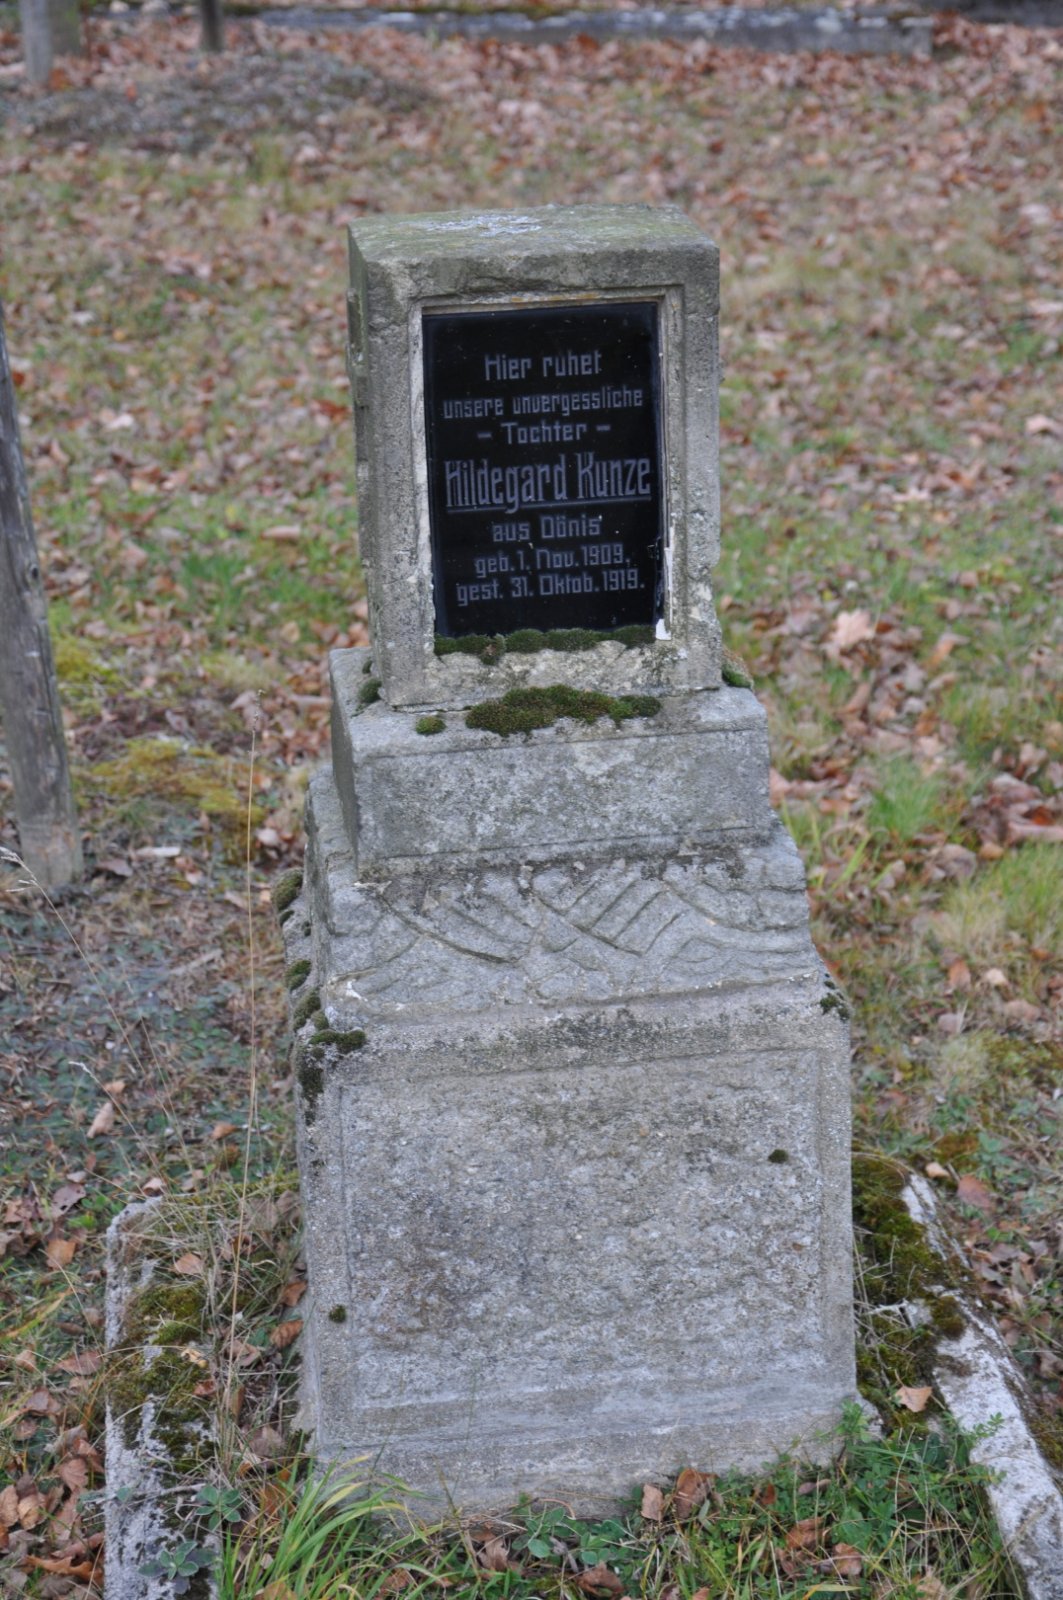 Hier ruhet
unsere unvergessliche
- Tochter -
Hildegard Kunze
aus Dönis
geb. 1. Nov. 1909,
gest. 31. Oktob. 1919.